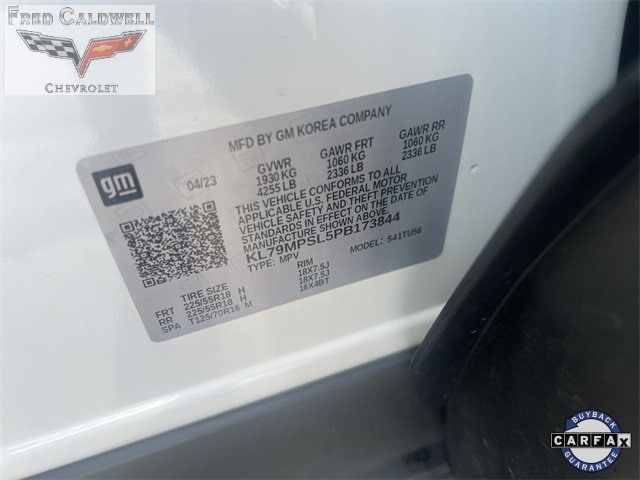 FRED CALDWELL
CHEVROLET
MFD BY GM KOREA COMPANY
gm
04/23
GVWR GAWR FRT GAWR RR
1930 KG 1060 KG 1060 KG
4255 LB 2336 LB 2336 LB
THIS VEHICLE CONFORMS TO ALL
APPLICABLE U.S. FEDERAL MOTOR
VEHICLE SAFETY AND THEFT PREVENTION
STANDARDS IN EFFECT ON THE DATE OF
MANUFACTURE SHOWN ABOVE.
KL79MPSL5PB173844
TYPE: MPV MODEL: 541TU56
TIRE SIZE RIM
FRT 225/55R18 H 18X7.5J
RR 225/55R18 H 18X7.5J
SPA T125/70R16 M 16X4BT
BUYBACK
CARFAX
GUARANTEE